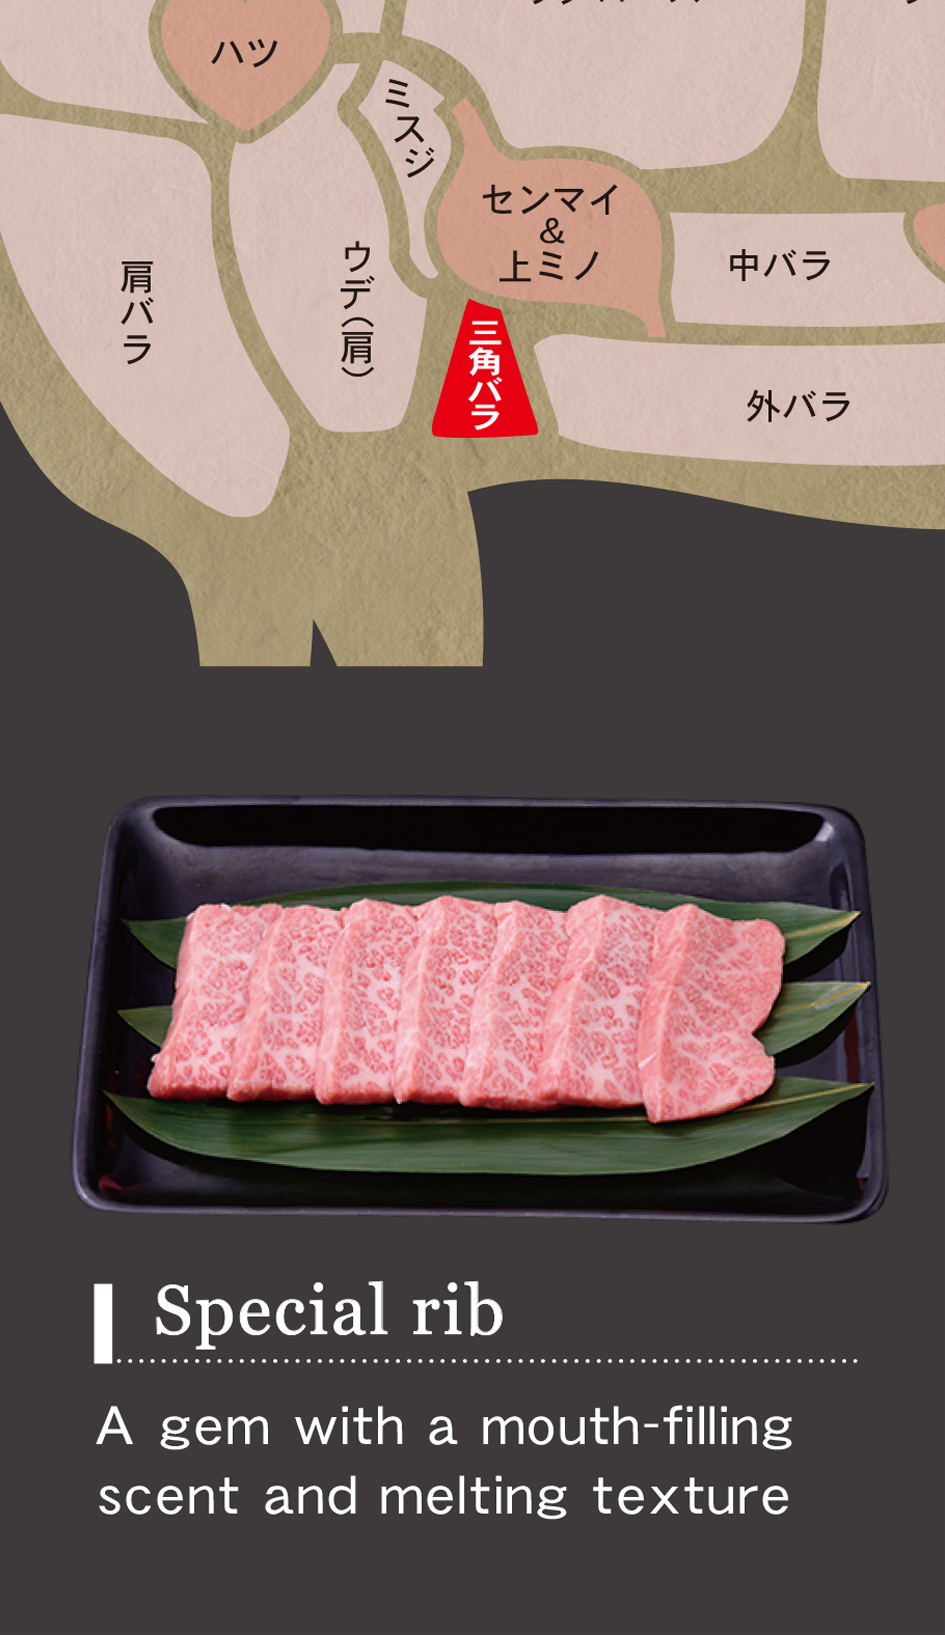 ハツ
ミスジ
センマイ
&
上ミノ
中バラ
肩バラ
ウデ(肩)
三角バラ
外バラ
Special rib
A gem with a mouth-filling
scent and melting texture